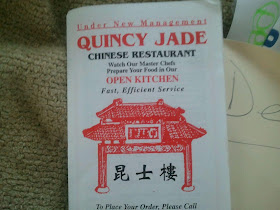 Under New Management
QUINCY JADE
CHINESE RESTAURANT
Watch Our Master Chefs
Prepare Your Food in Our
OPEN KITCHEN
Fast, Efficient Service
昆士樓
To Place Your Order, Please Call